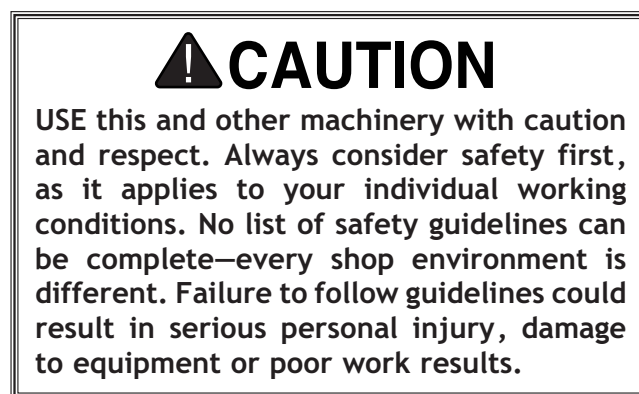 CAUTION
USE this and other machinery with caution
and respect. Always consider safety first,
as it applies to your individual working
conditions. No list of safety guidelines can
be complete—every shop environment is
different. Failure to follow guidelines could
result in serious personal injury, damage
to equipment or poor work results.